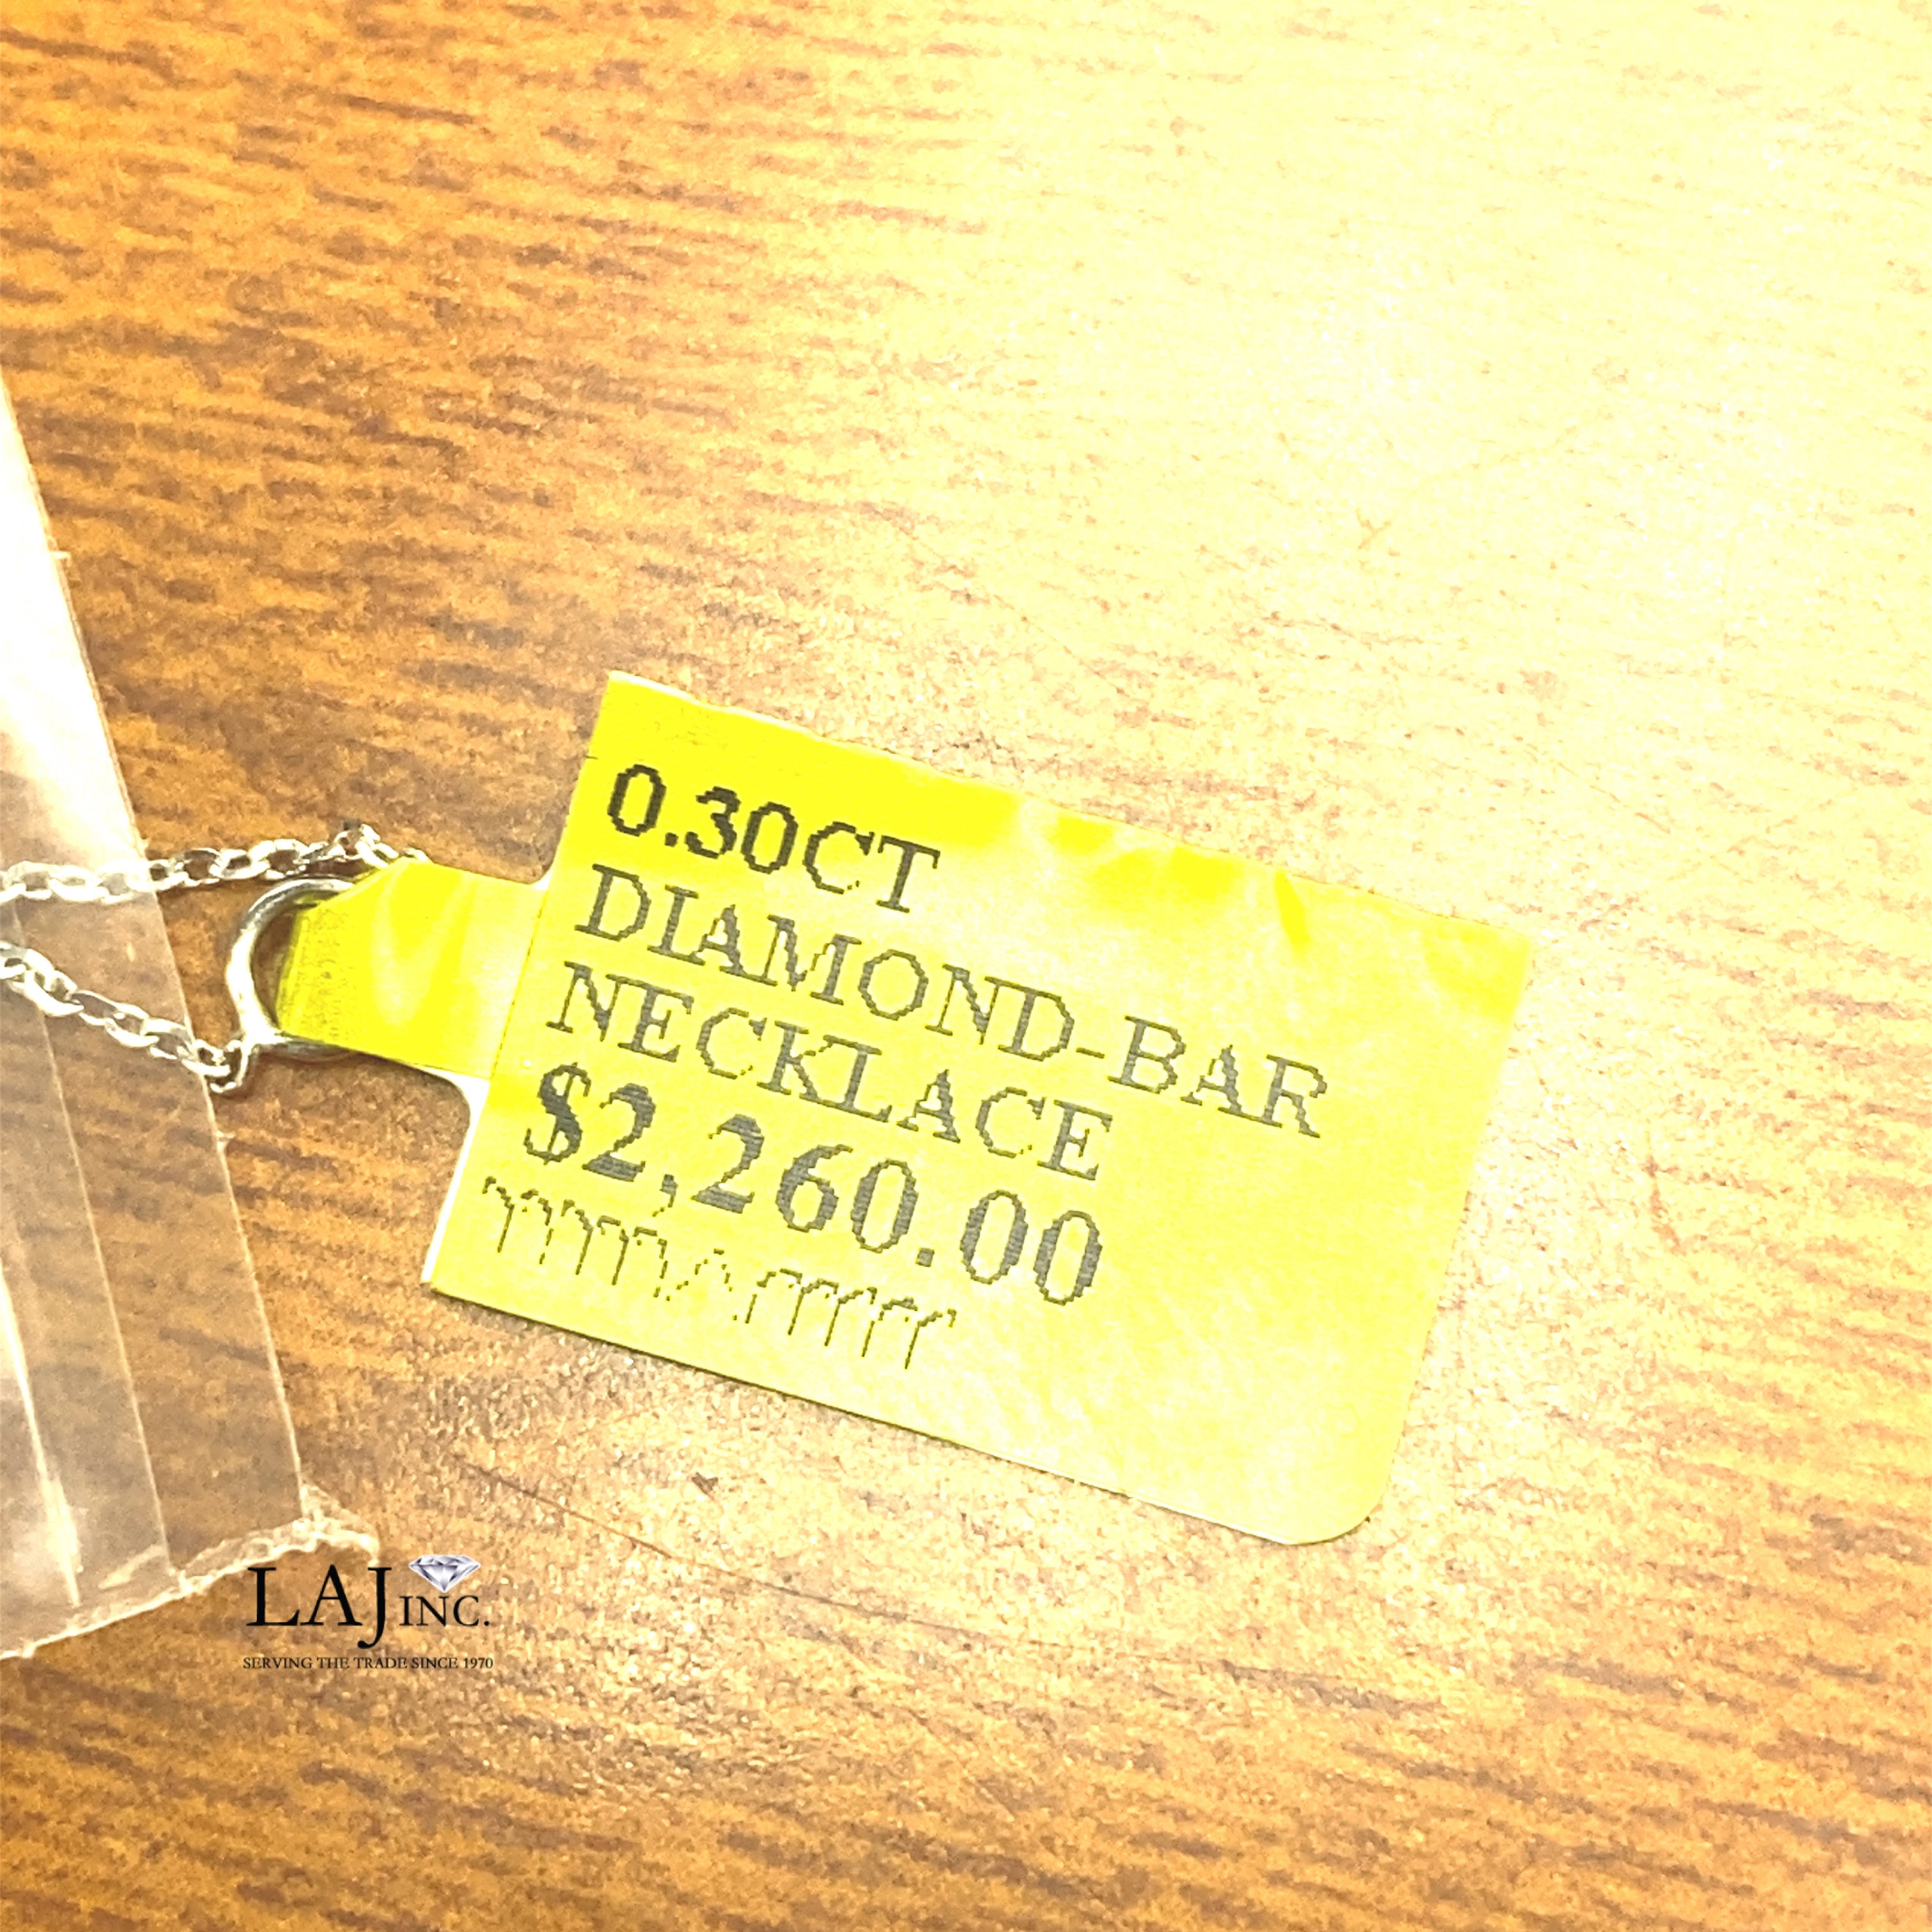 0.30CT
DIAMOND-BAR
NECKLACE
$2,260.00
LAJ INC.
SERVING THE TRADE SINCE 1970